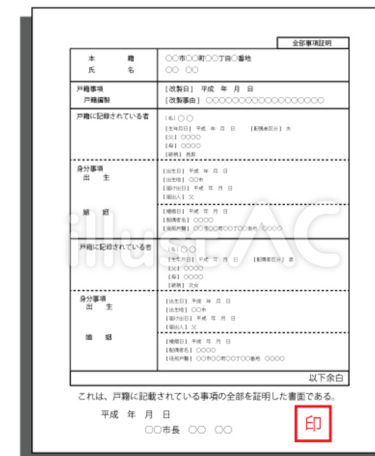 全部事項証明
本 籍 ○○市○○町○○丁目○番地
氏 名 ○○ ○○
戸籍事項
戸籍編製
[改製日] 平成 年 月 日
[改製事由] ○○○○○○○○○○○○○○○○○○
戸籍に記録されている者
[名] ○○
[生年月日] 平成 年 月 日 [配偶者区分] 夫
[父] ○○○○
[母] ○○○○
[続柄] 長男
身分事項
出 生
[出生日] 平成 年 月 日
[出生地] ○○市
[届け出日] 平成 年 月 日
[届出人] 父
婚 姻
[婚姻日] 平成 年 月 日
[配偶者名] ○○○○
戸籍に記録されている者
[名] ○○
[生年月日] 平成 年 月 日 [配偶者区分] 妻
[父] ○○○○
[母] ○○○○
[続柄] 次女
身分事項
出 生
[出生日] 平成 年 月 日
[出生地] ○○市
[届け出日] 平成 年 月 日
[届出人] 父
婚 姻
[婚姻日] 平成 年 月 日
[配偶者名] ○○○○
[従前戸籍] ○○市○○町○○丁○番地 ○○○○
以下余白
これは、戸籍に記載されている事項の全部を証明した書面である。
平成 年 月 日
○○市長 ○○ ○○
印
illustAC